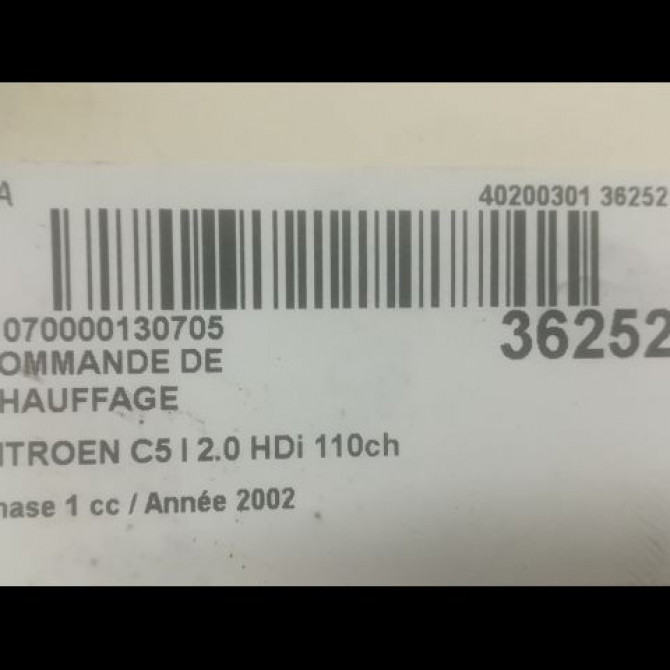 A 40200301 36252
070000130705 36252
OMMANDE DE
HAUFFAGE
ITROEN C5 I 2.0 HDi 110ch
hase 1 cc / Année 2002